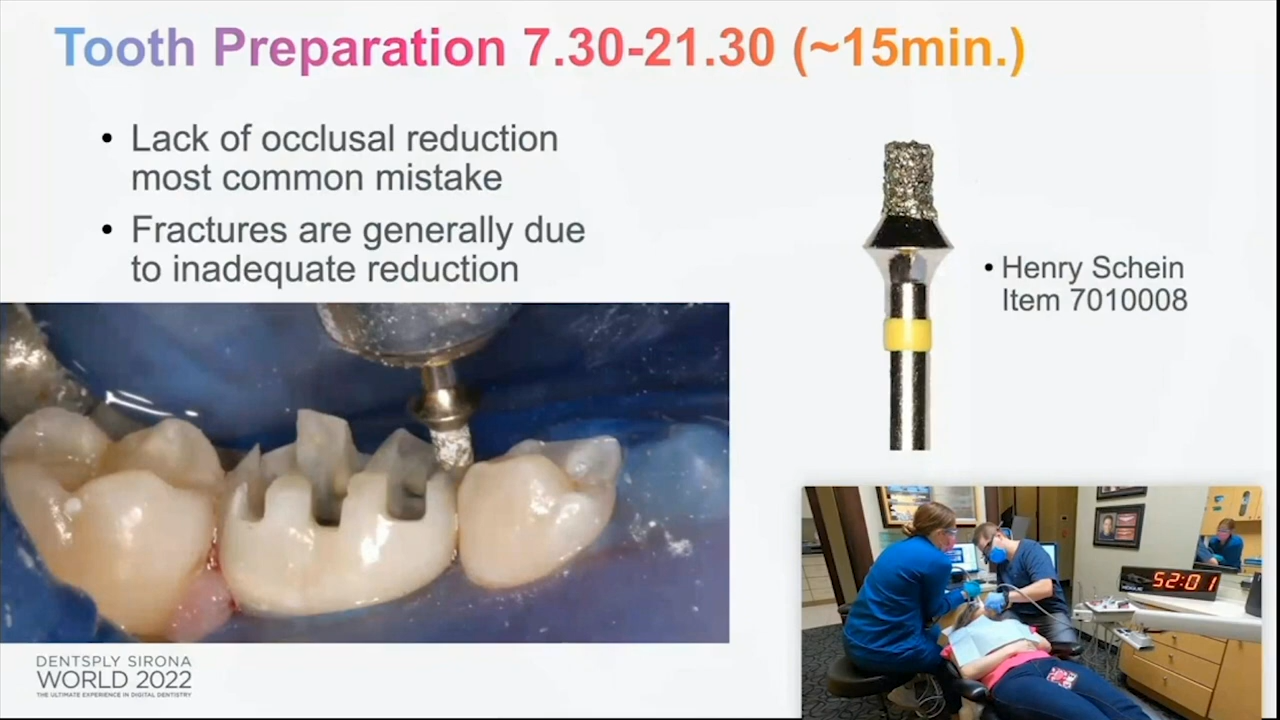 Tooth Preparation 7.30-21.30 (~15min.)
• Lack of occlusal reduction
most common mistake
• Fractures are generally due
to inadequate reduction
• Henry Schein
Item 7010008
52:01
DENTSPLY SIRONA
WORLD 2022
THE ULTIMATE EXPERIENCE IN DIGITAL DENTISTRY